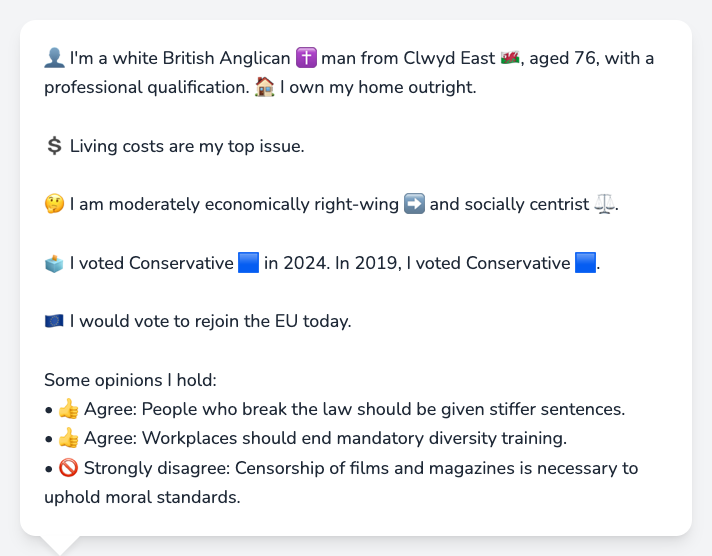 👤 I'm a white British Anglican ✝️ man from Clwyd East 🏴󠁧󠁢󠁷󠁬󠁳󠁿, aged 76, with a
professional qualification. 🏠 I own my home outright.
💲 Living costs are my top issue.
🤔 I am moderately economically right-wing ➡️ and socially centrist ⚖️.
🗳️ I voted Conservative 🟦 in 2024. In 2019, I voted Conservative 🟦.
🇪🇺 I would vote to rejoin the EU today.
Some opinions I hold:
• 👍 Agree: People who break the law should be given stiffer sentences.
• 👍 Agree: Workplaces should end mandatory diversity training.
• 🚫 Strongly disagree: Censorship of films and magazines is necessary to
uphold moral standards.